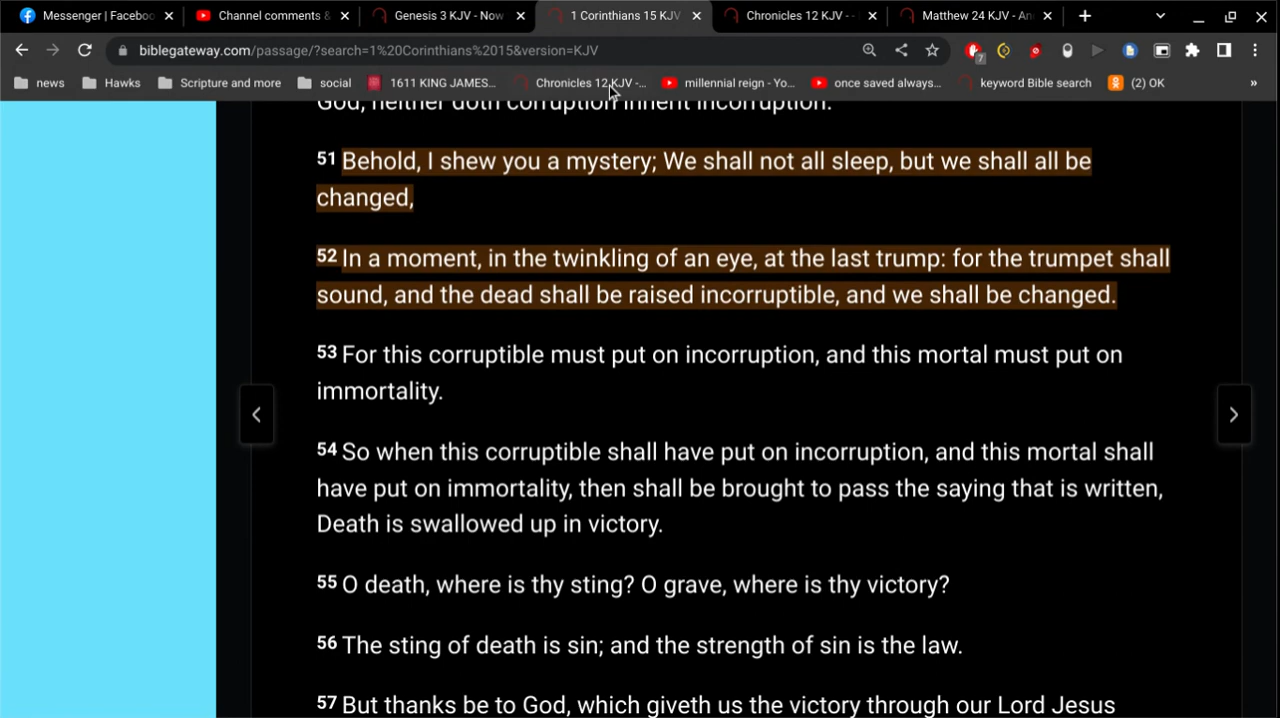 Messenger | Faceboo
Channel comments &
Genesis 3 KJV - Now
1 Corinthians 15 KJV
Chronicles 12 KJV - -
Matthew 24 KJV - An
biblegateway.com/passage/?search=1%20Corinthians%2015&version=KJV
7
news
Hawks
Scripture and more
social
1611 KING JAMES...
Chronicles 12 KJV -...
millennial reign - Yo...
once saved always...
keyword Bible search
(2) OK
»
God, neither doth corruption inherit incorruption.
51 Behold, I shew you a mystery; We shall not all sleep, but we shall all be
changed,
52 In a moment, in the twinkling of an eye, at the last trump: for the trumpet shall
sound, and the dead shall be raised incorruptible, and we shall be changed.
53 For this corruptible must put on incorruption, and this mortal must put on
immortality.
54 So when this corruptible shall have put on incorruption, and this mortal shall
have put on immortality, then shall be brought to pass the saying that is written,
Death is swallowed up in victory.
55 O death, where is thy sting? O grave, where is thy victory?
56 The sting of death is sin; and the strength of sin is the law.
57 But thanks be to God, which giveth us the victory through our Lord Jesus